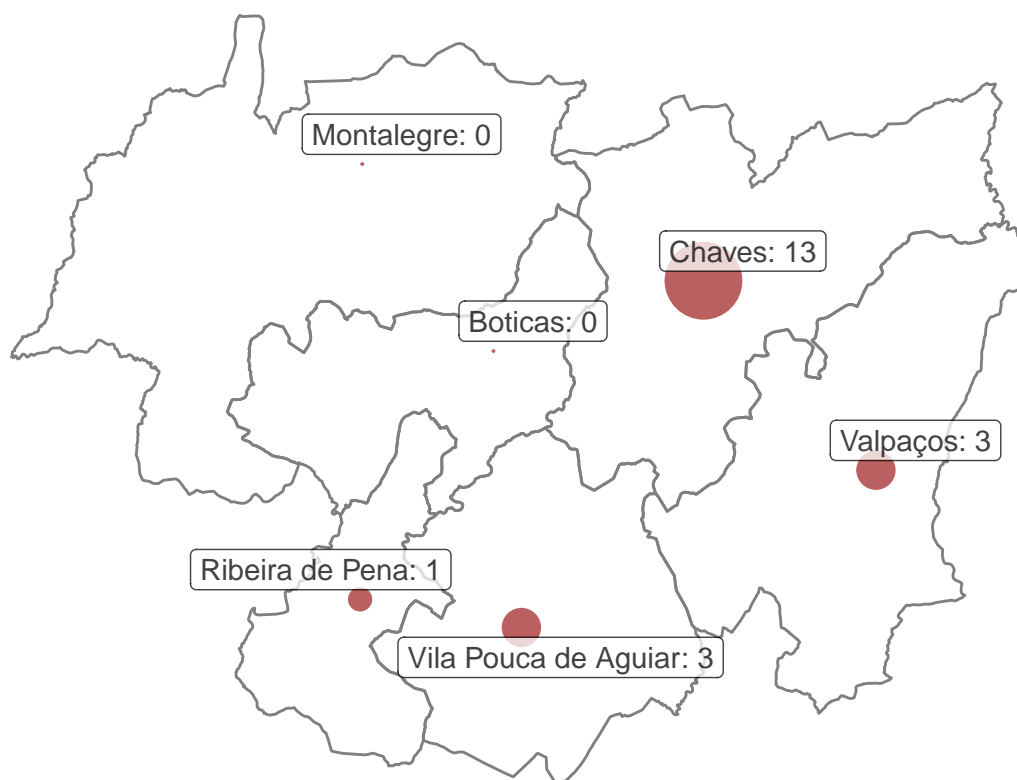 Montalegre: 0
Chaves: 13
Boticas: 0
Valpaços: 3
Ribeira de Pena: 1
Vila Pouca de Aguiar: 3